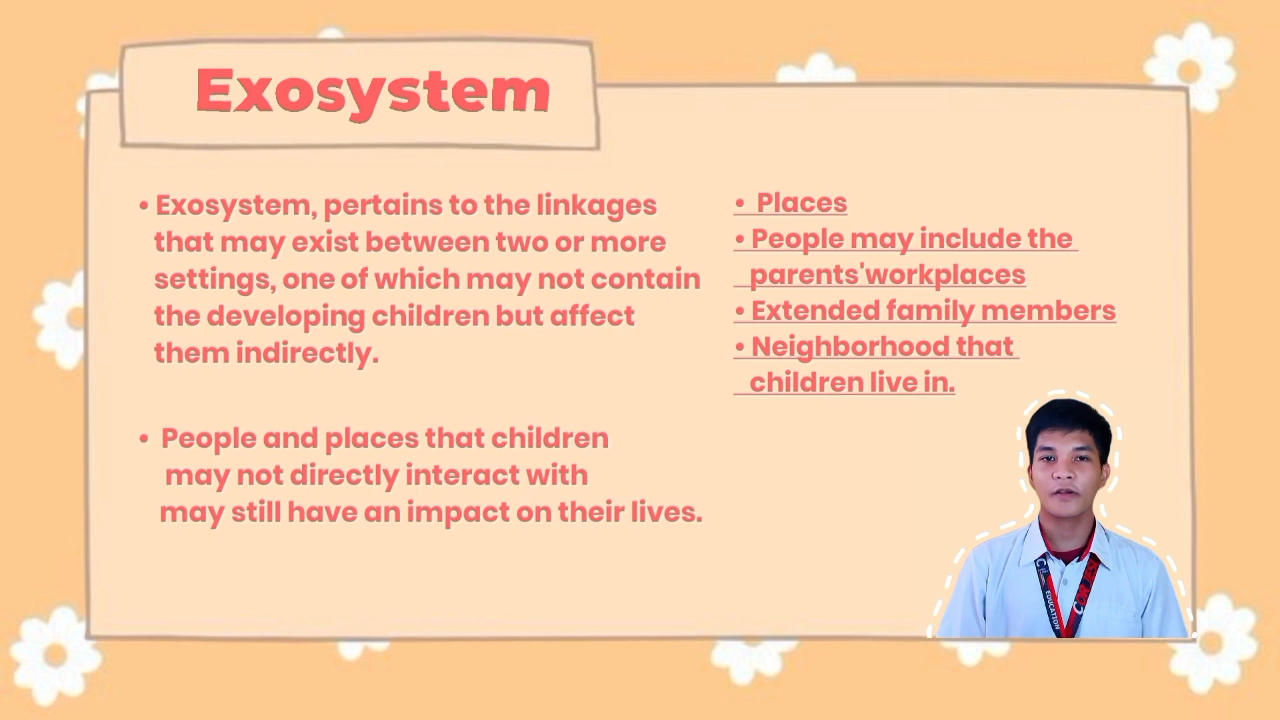 Exosystem
• Exosystem, pertains to the linkages
that may exist between two or more
settings, one of which may not contain
the developing children but affect
them indirectly.
• People and places that children
may not directly interact with
may still have an impact on their lives.
• Places
• People may include the
parents'workplaces
• Extended family members
• Neighborhood that
children live in.
EDUCATION